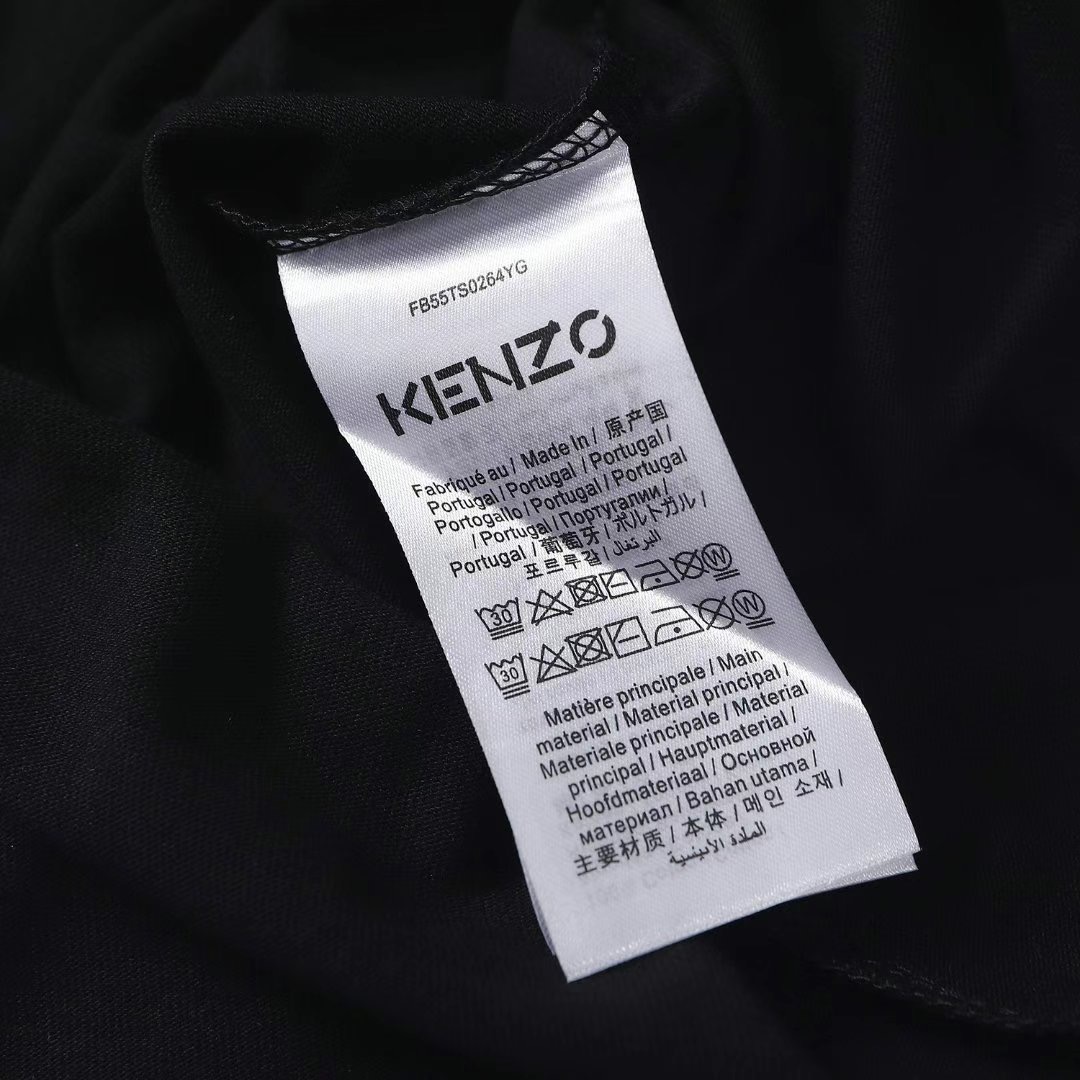 FB55TS0264YG
KENZO
Fabriqué au / Made In / 原产国
Portugal / Portugal / Portugal /
Portogallo / Portugal / Portugal
/ Portugal / Португалии /
Portugal / 葡萄牙 / ポルトガル /
포르투갈 / البرتغال
30
30
Matière principale / Main
material / Material principal /
Materiale principale / Material
principal / Hauptmaterial /
Hoofdmateriaal / Основной
материал / Bahan utama /
主要材质 / 本体 / 메인 소재 /
المادة